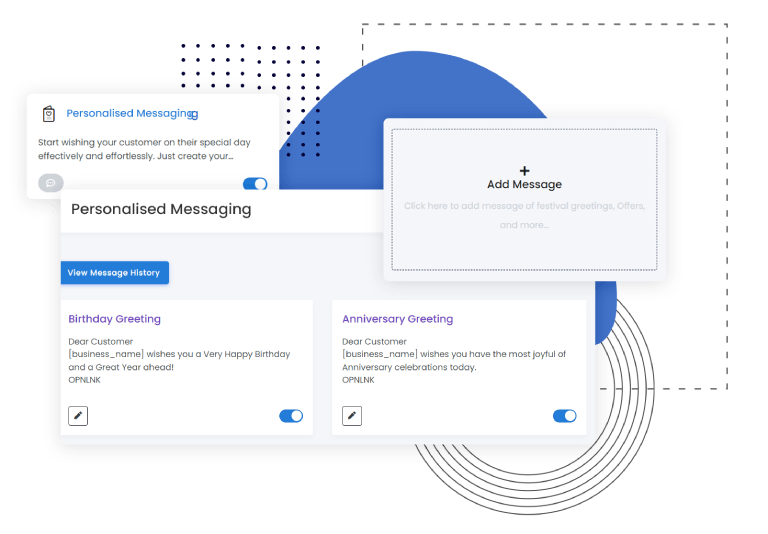 Personalised Messaging
Start wishing your customer on their special day
effectively and effortlessly. Just create your...
Personalised Messaging
Add Message
Click here to add message of festival greetings, Offers,
and more...
View Message History
Birthday Greeting
Dear Customer
[business_name] wishes you a Very Happy Birthday
and a Great Year ahead!
OPNLNK
Anniversary Greeting
Dear Customer
[business_name] wishes you have the most joyful of
Anniversary celebrations today.
OPNLNK